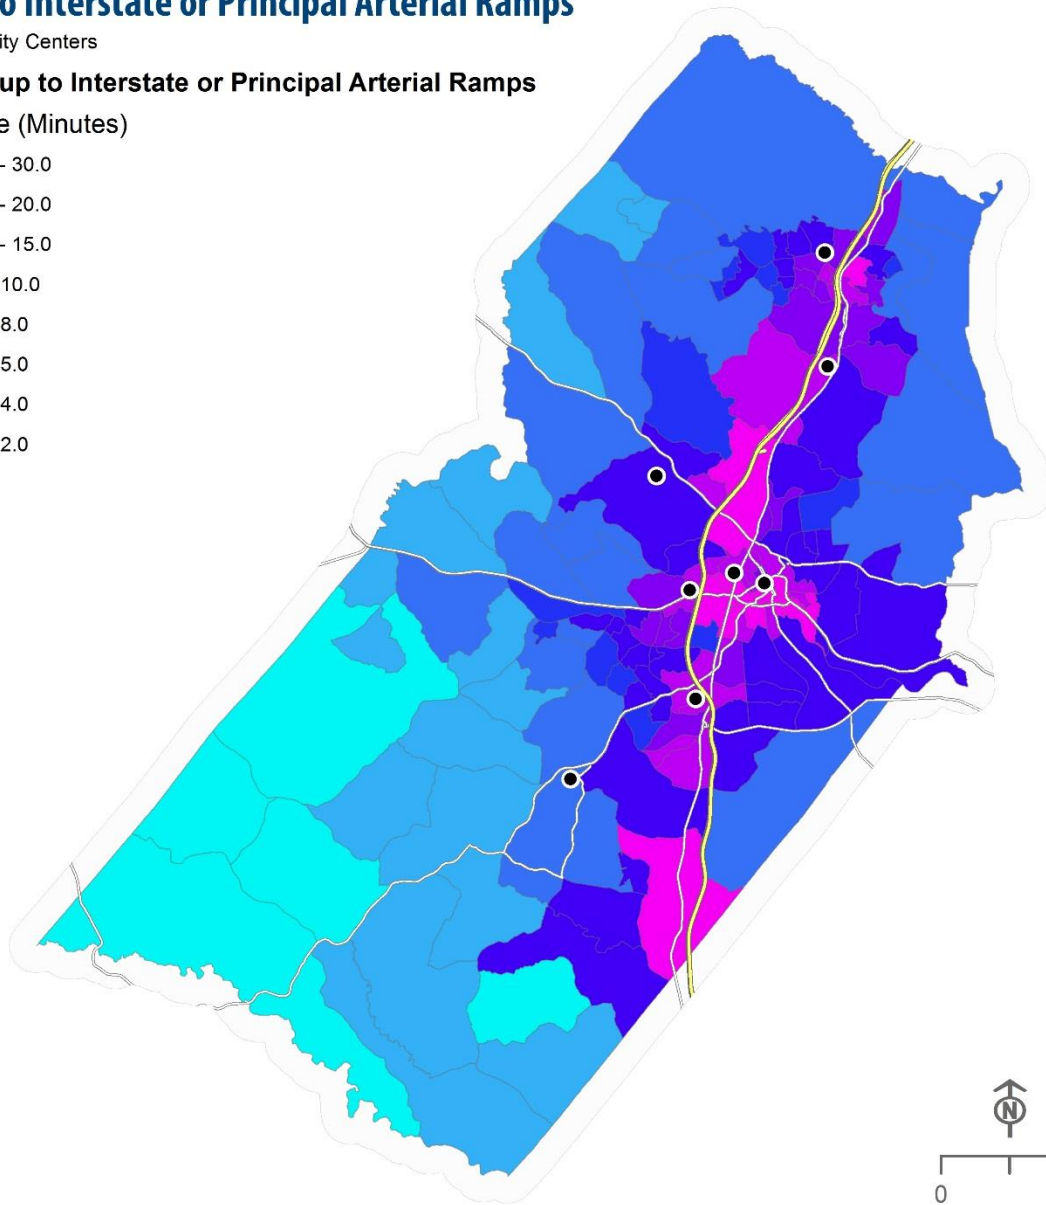 o Interstate or Principal Arterial Ramps
ity Centers
up to Interstate or Principal Arterial Ramps
e (Minutes)
- 30.0
- 20.0
- 15.0
10.0
8.0
5.0
4.0
2.0
N
0